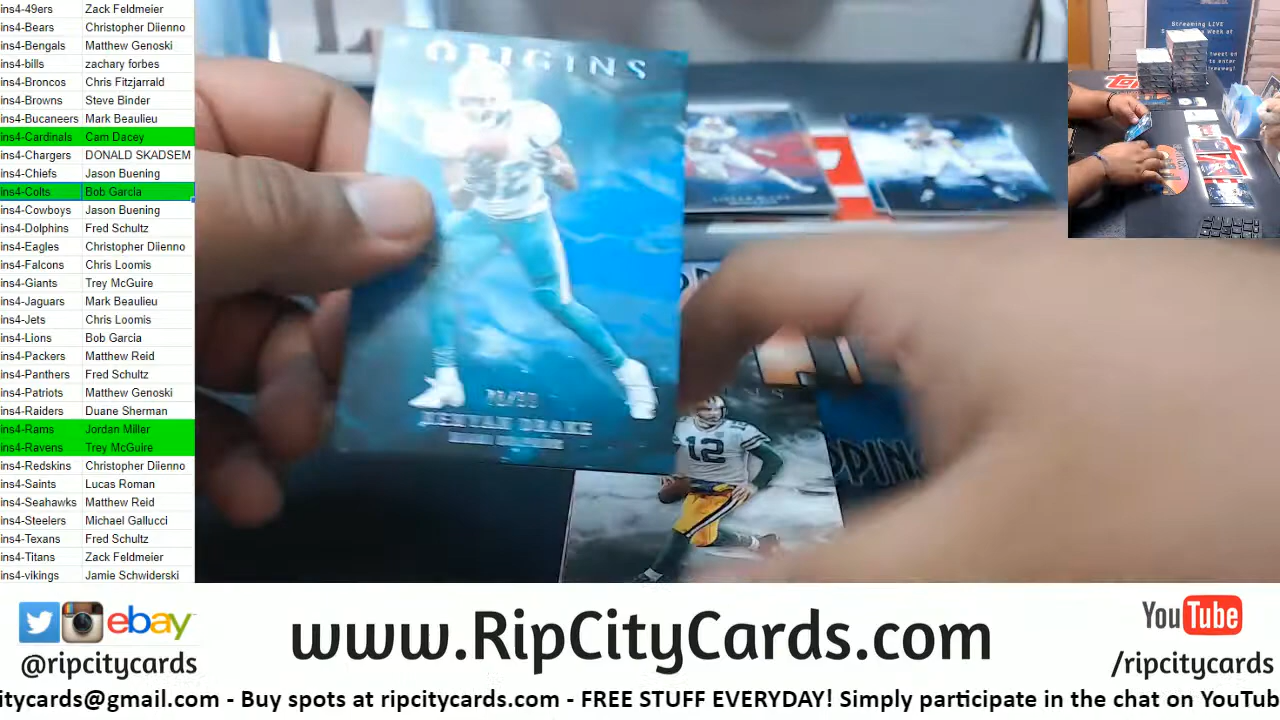 ins4-49ers Zack Feldmeier
ins4-Bears Christopher Diienno
ins4-Bengals Matthew Genoski
ins4-bills zachary forbes
ins4-Broncos Chris Fitzjarrald
ins4-Browns Steve Binder
ins4-Bucaneers Mark Beaulieu
ins4-Cardinals Cam Dacey
ins4-Chargers DONALD SKADSEM
ins4-Chiefs Jason Buening
ins4-Colts Bob Garcia
ins4-Cowboys Jason Buening
ins4-Dolphins Fred Schultz
ins4-Eagles Christopher Diienno
ins4-Falcons Chris Loomis
ins4-Giants Trey McGuire
ins4-Jaguars Mark Beaulieu
ins4-Jets Chris Loomis
ins4-Lions Bob Garcia
ins4-Packers Matthew Reid
ins4-Panthers Fred Schultz
ins4-Patriots Matthew Genoski
ins4-Raiders Duane Sherman
ins4-Rams Jordan Miller
ins4-Ravens Trey McGuire
ins4-Redskins Christopher Diienno
ins4-Saints Lucas Roman
ins4-Seahawks Matthew Reid
ins4-Steelers Michael Gallucci
ins4-Texans Fred Schultz
ins4-Titans Zack Feldmeier
ins4-vikings Jamie Schwiderski
ORIGINS
DRAKE
12
Streaming LIVE
ebay
@ripcitycards
www.RipCityCards.com
YouTube
/ripcitycards
citycards@gmail.com - Buy spots at ripcitycards.com - FREE STUFF EVERYDAY! Simply participate in the chat on YouTub